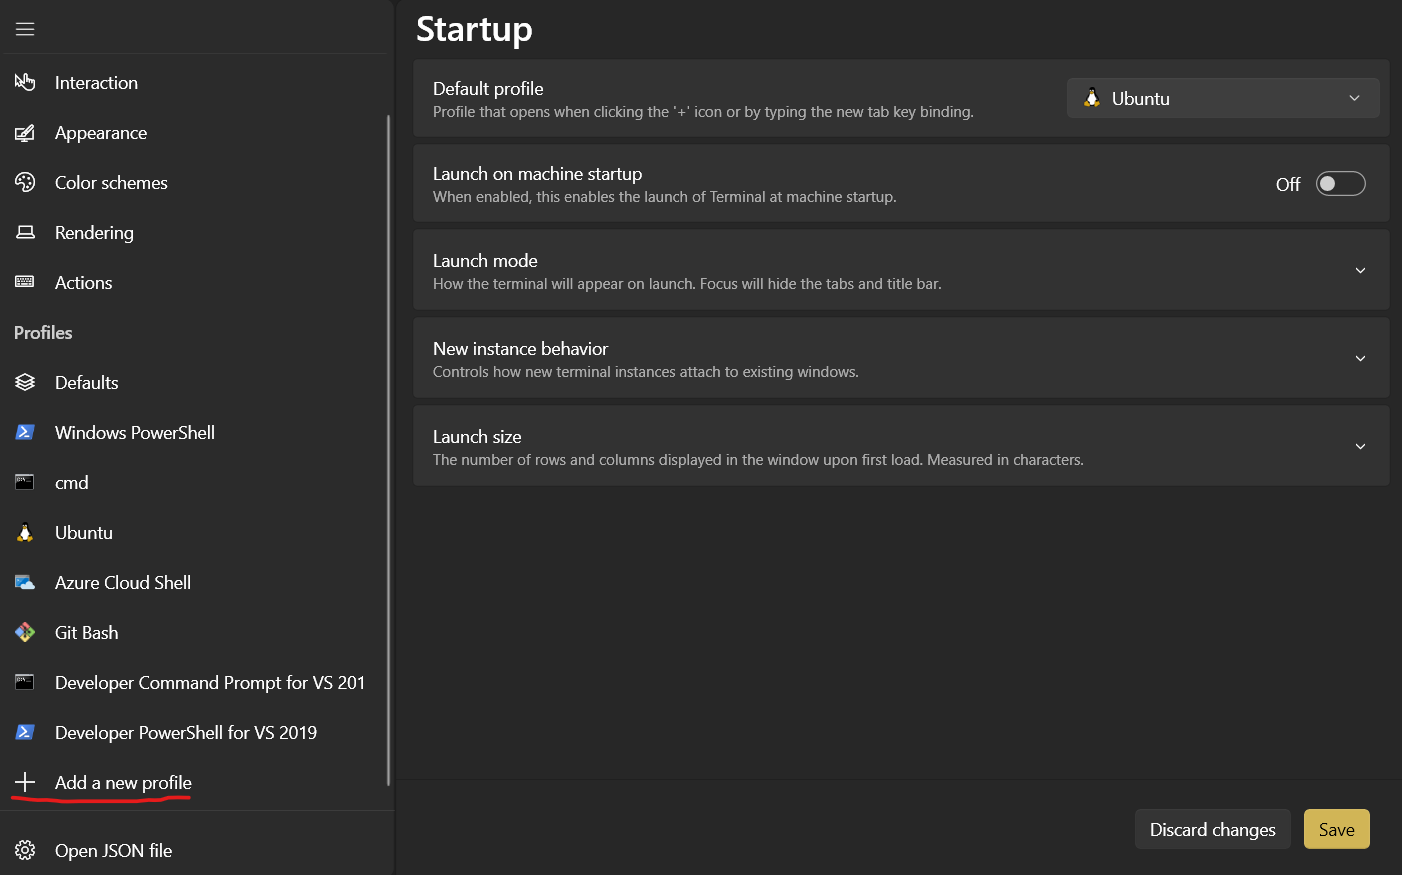 Startup
Interaction
Appearance
Color schemes
Rendering
Actions
Profiles
Defaults
Windows PowerShell
cmd
Ubuntu
Azure Cloud Shell
Git Bash
Developer Command Prompt for VS 201
Developer PowerShell for VS 2019
Add a new profile
Open JSON file
Default profile
Profile that opens when clicking the '+' icon or by typing the new tab key binding.
Ubuntu
Launch on machine startup
When enabled, this enables the launch of Terminal at machine startup.
Off
Launch mode
How the terminal will appear on launch. Focus will hide the tabs and title bar.
New instance behavior
Controls how new terminal instances attach to existing windows.
Launch size
The number of rows and columns displayed in the window upon first load. Measured in characters.
Discard changes
Save